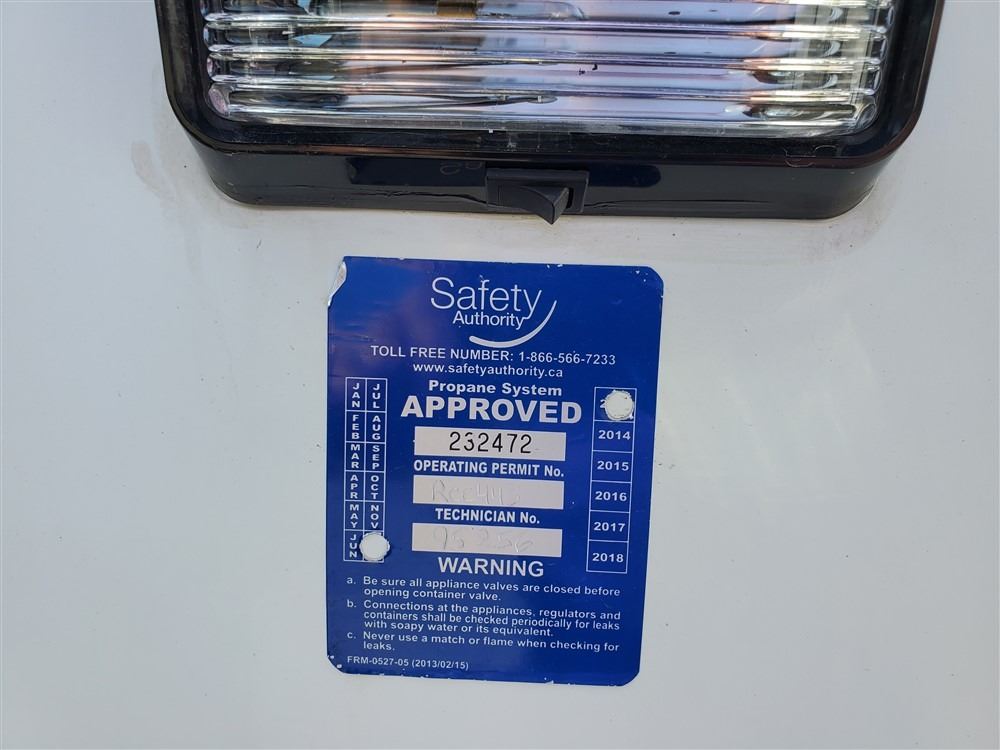 Safety
Authority
TOLL FREE NUMBER: 1-866-566-7233
www.safetyauthority.ca
Propane System
APPROVED
232472
OPERATING PERMIT No.
TECHNICIAN No.
JAN
FEB
MAR
APR
MAY
JUN
JUL
AUG
SEP
OCT
NOV
2014
2015
2016
2017
2018
WARNING
a. Be sure all appliance valves are closed before
opening container valve.
b. Connections at the appliances, regulators and
containers shall be checked periodically for leaks
with soapy water or its equivalent.
c. Never use a match or flame when checking for
leaks.
FRM-0527-05 (2013/02/15)